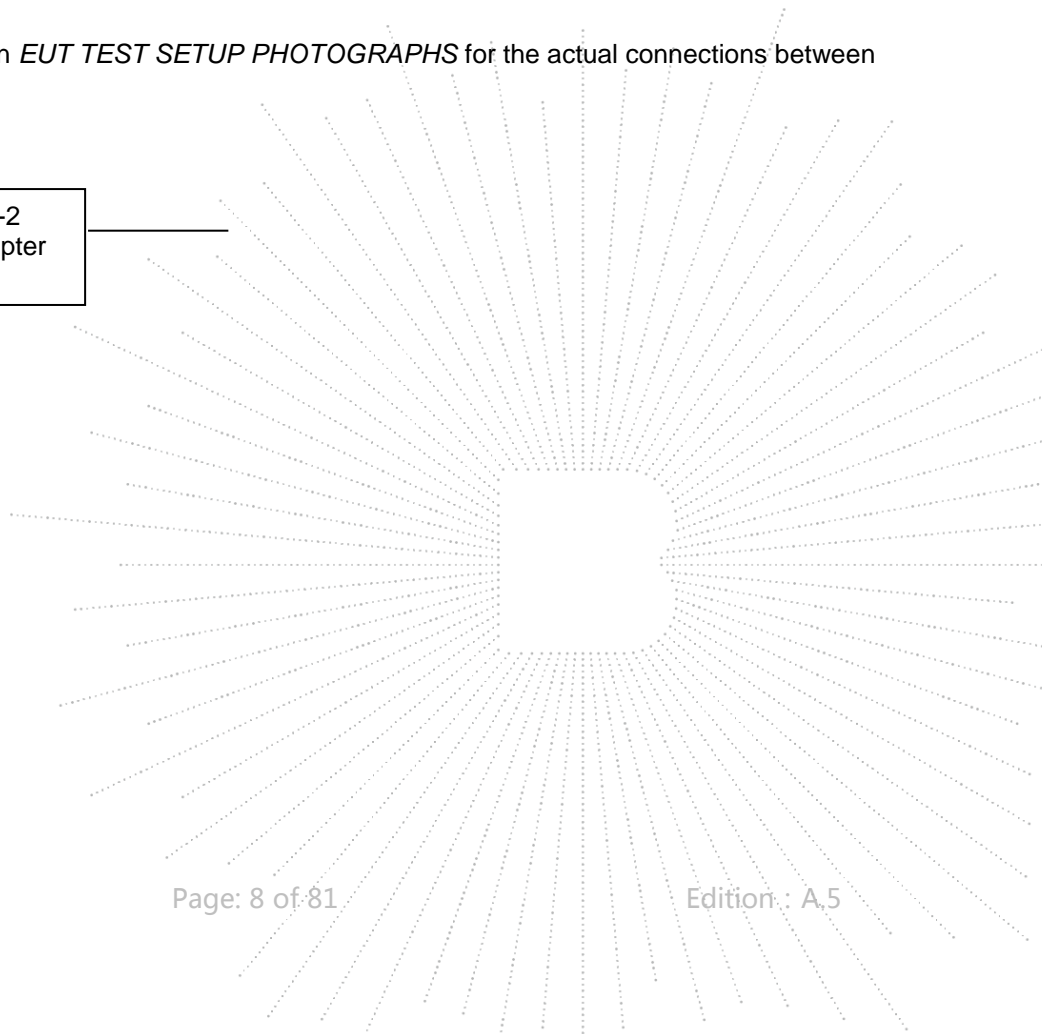 n EUT TEST SETUP PHOTOGRAPHS for the actual connections between
-2
pter
Page: 8 of 81 Edition : A.5